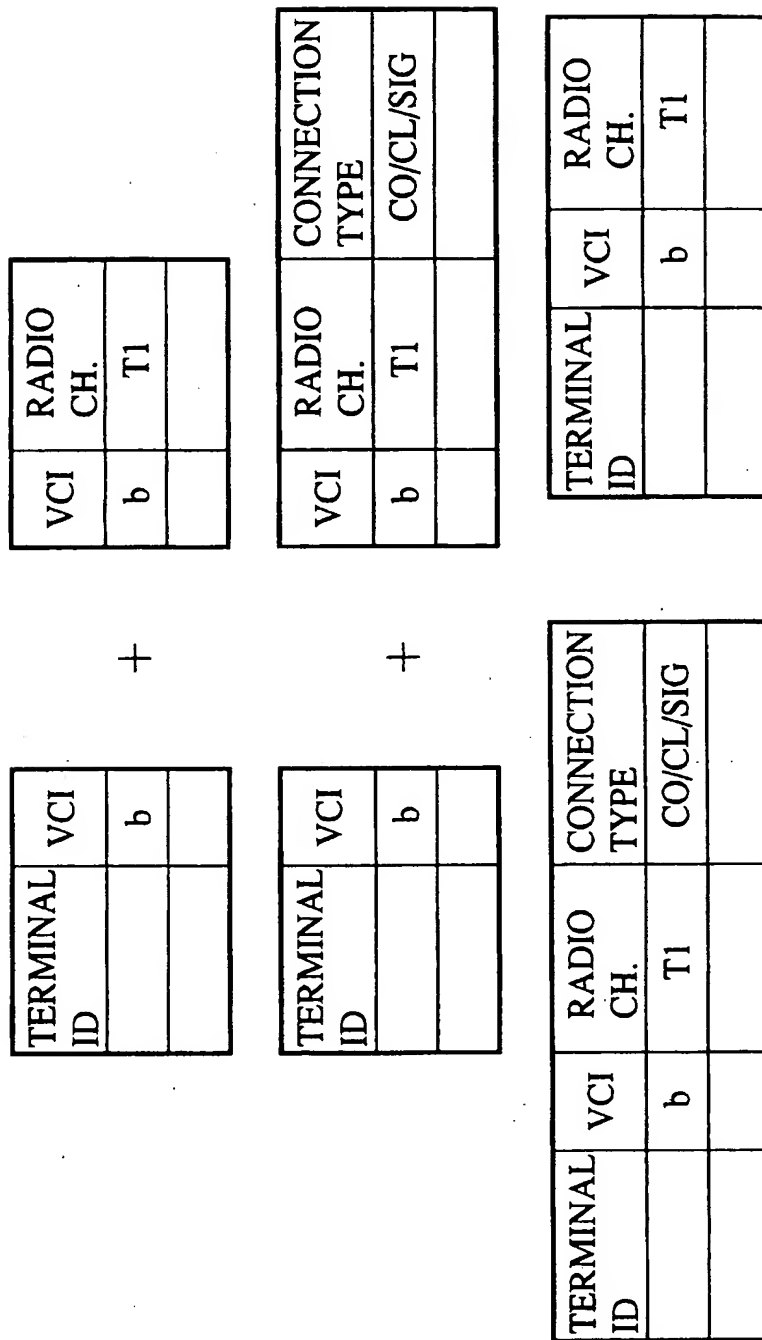 TERMINAL ID VCI
b
+
VCI RADIO CH.
b T1
TERMINAL ID VCI
b
+
VCI RADIO CH. CONNECTION TYPE
b T1 CO/CL/SIG
TERMINAL ID VCI RADIO CH. CONNECTION TYPE
b T1 CO/CL/SIG
TERMINAL ID VCI RADIO CH.
b T1